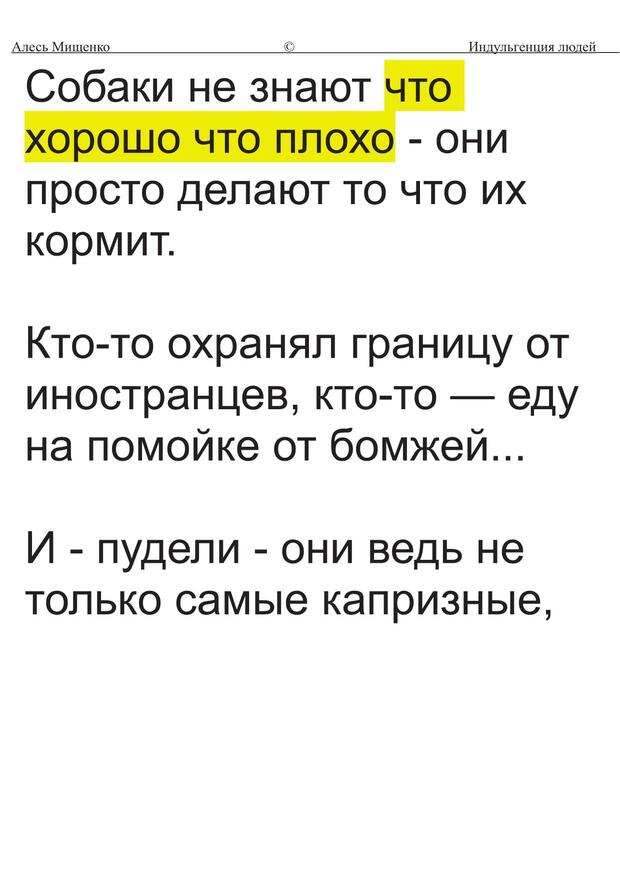 Алесь Мищенко © Индульгенция людей
Собаки не знают что
хорошо что плохо - они
просто делают то что их
кормит.
Кто-то охранял границу от
иностранцев, кто-то — еду
на помойке от бомжей...
И - пудели - они ведь не
только самые капризные,